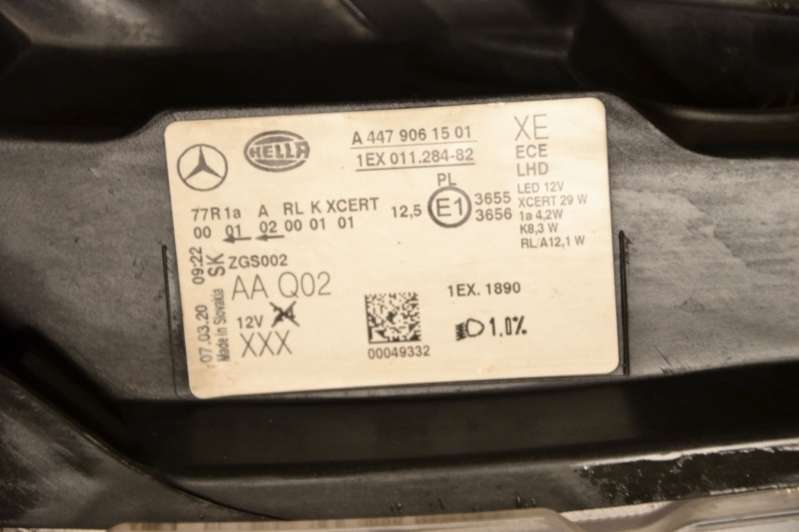 HELLA
A 447 906 15 01
1EX 011.284-82
XE
ECE
LHD
LED 12V
XCERT 29 W
1a 4,2W
K8,3 W
RL A12,1 W
PL
12,5 E1 3655
3656
77R 1a A RL K XCERT
00 01 02 00 01 01
ZGS002
AA Q02
12V
XXX
07.03.20 09:22
Made in Slovakia SK
00049332
1EX. 1890
1.0%